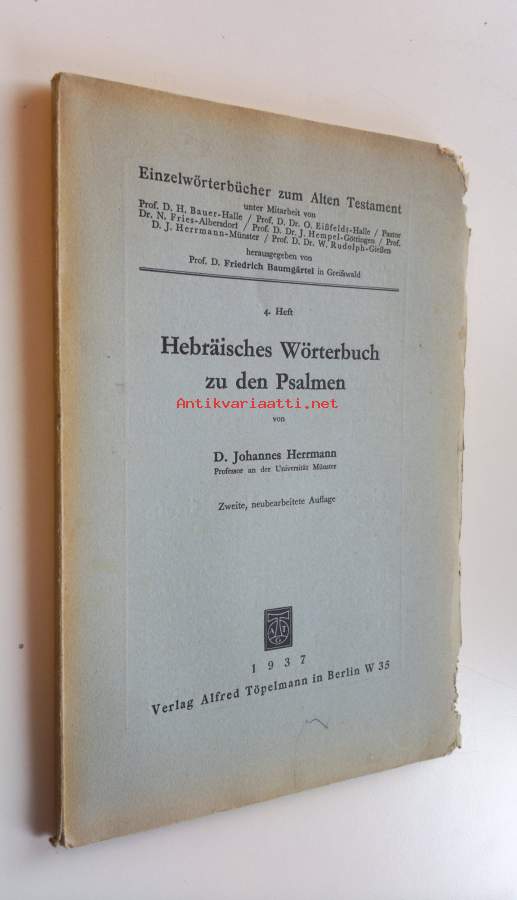 Einzelwörterbücher zum Alten Testament
unter Mitarbeit von
Prof. D. H. Bauer-Halle / Prof. D. Dr. O. Eißfeldt-Halle / Pastor
Dr. N. Fries-Albersdorf / Prof. D. Dr. J. Hempel-Göttingen / Prof.
D. J. Herrmann-Münster / Prof. D. Dr. W. Rudolph-Gießen
herausgegeben von
Prof. D. Friedrich Baumgärtel in Greifswald
4. Heft
Hebräisches Wörterbuch
zu den Psalmen
Antikvariaatti.net
von
D. Johannes Herrmann
Professor an der Universität Münster
Zweite, neubearbeitete Auflage
1937
Verlag Alfred Töpelmann in Berlin W 35